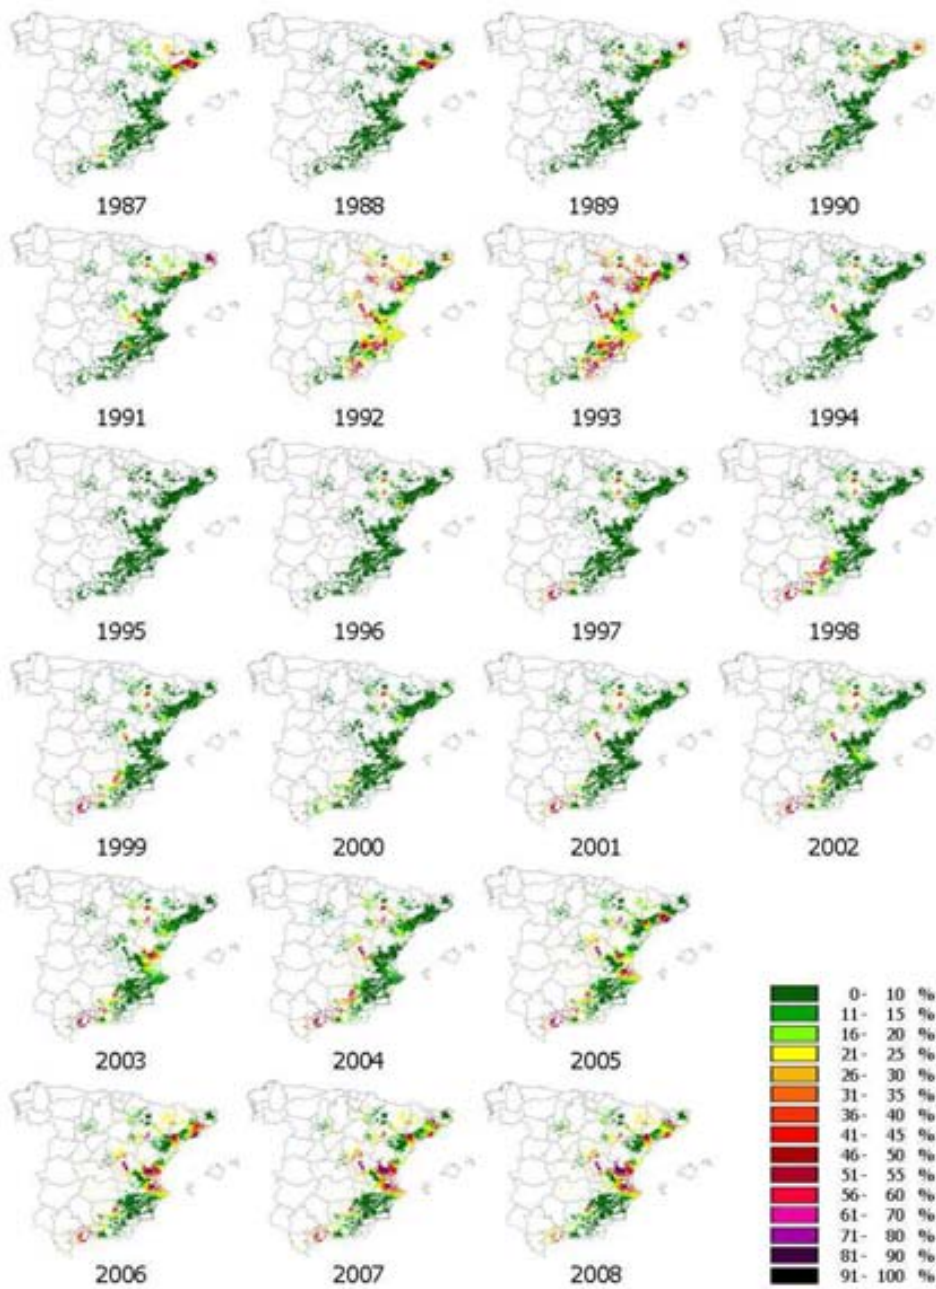 1987 1988 1989 1990
1991 1992 1993 1994
1995 1996 1997 1998
1999 2000 2001 2002
2003 2004 2005
0- 10 %
11- 15 %
16- 20 %
21- 25 %
26- 30 %
31- 35 %
36- 40 %
41- 45 %
46- 50 %
51- 55 %
56- 60 %
61- 70 %
71- 80 %
81- 90 %
91- 100 %
2006 2007 2008